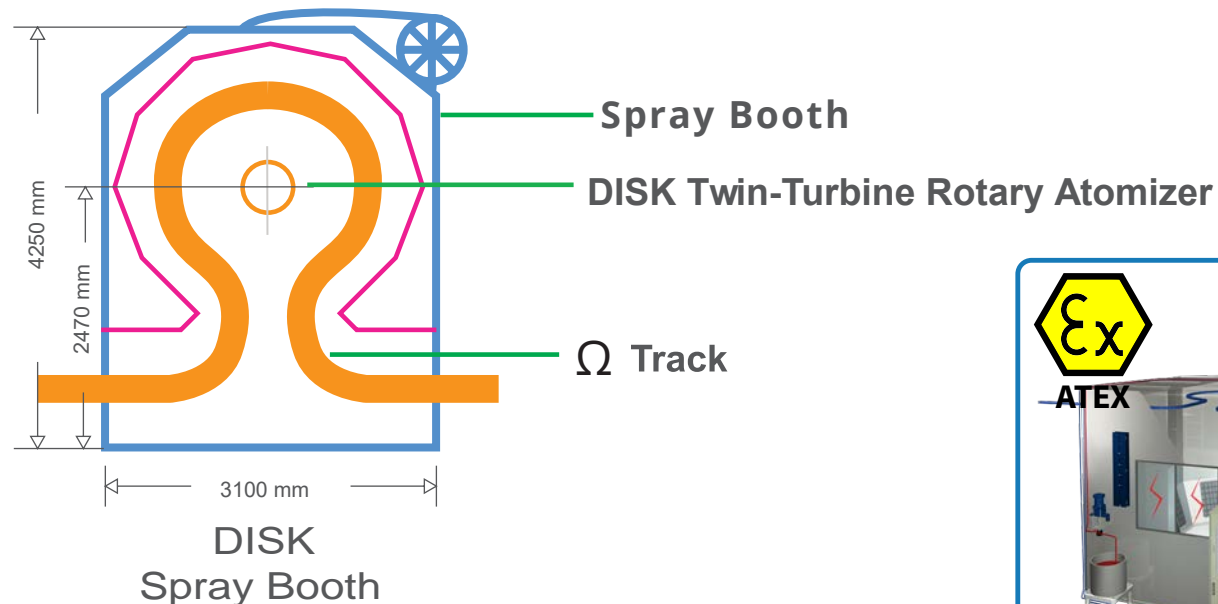 Spray Booth
DISK Twin-Turbine Rotary Atomizer
Ω Track
4250 mm
2470 mm
3100 mm
DISK
Spray Booth
Ex
ATEX